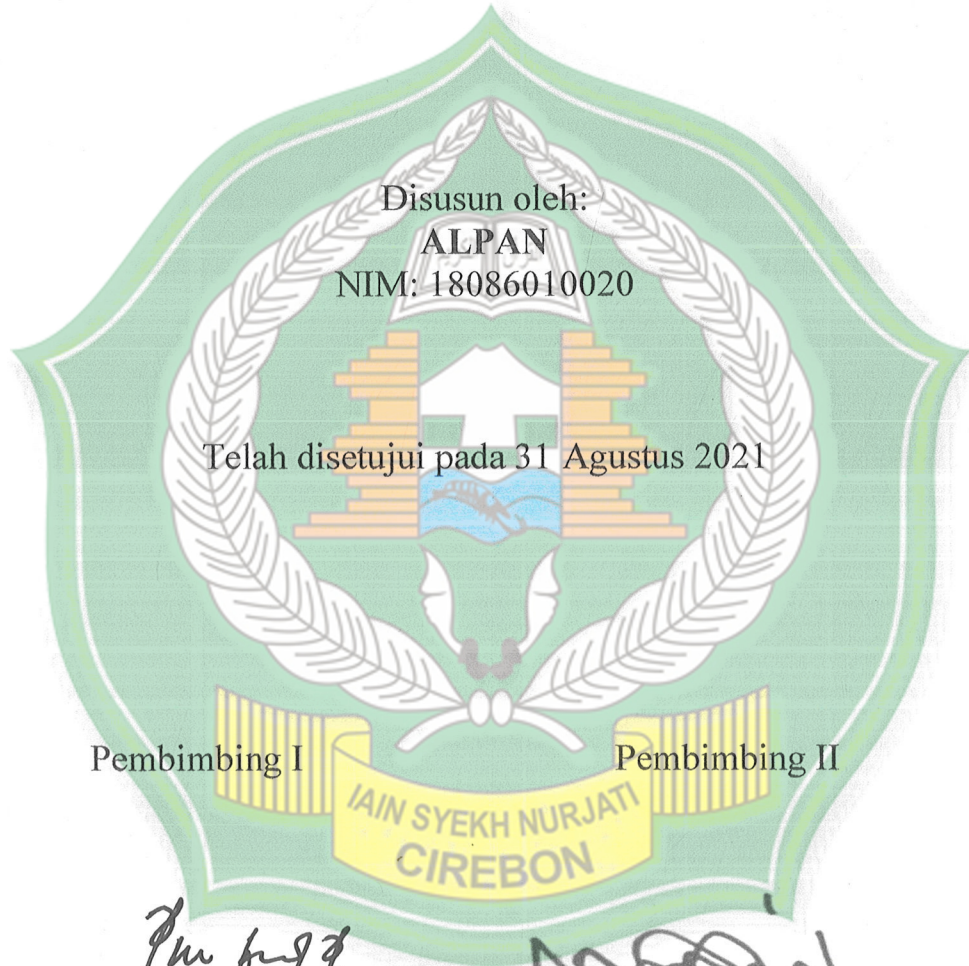 Disusun oleh:
ALPAN
NIM: 18086010020
Telah disetujui pada 31 Agustus 2021
Pembimbing I
Pembimbing II
IAIN SYEKH NURJATI
CIREBON